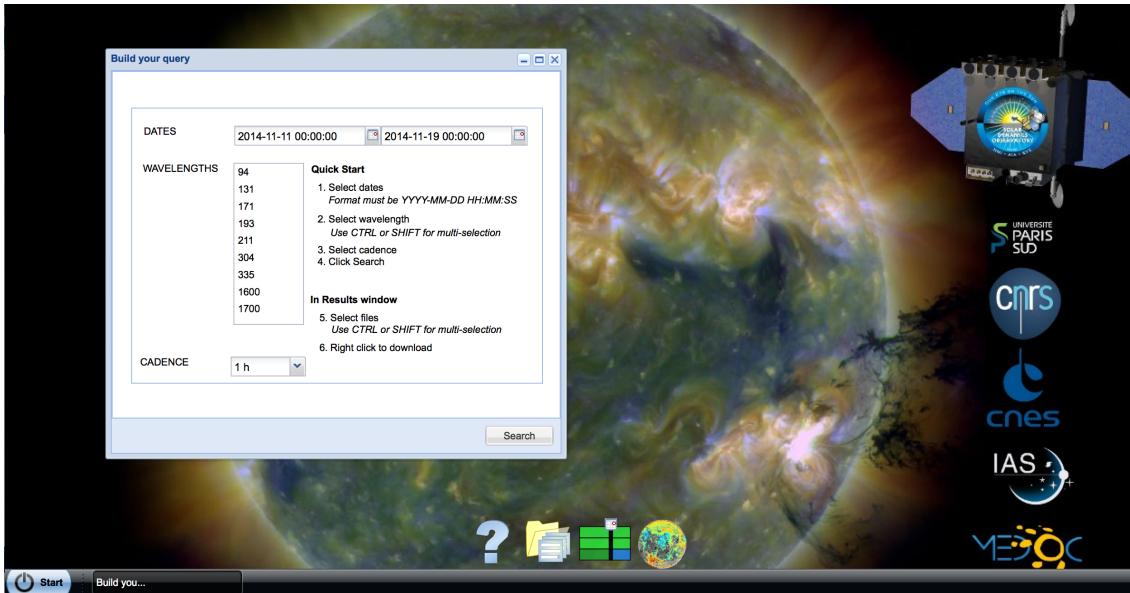 Build your query
DATES
2014-11-11 00:00:00
2014-11-19 00:00:00
WAVELENGTHS
94
131
171
193
211
304
335
1600
1700
Quick Start
1. Select dates
Format must be YYYY-MM-DD HH:MM:SS
2. Select wavelength
Use CTRL or SHIFT for multi-selection
3. Select cadence
4. Click Search
In Results window
5. Select files
Use CTRL or SHIFT for multi-selection
6. Right click to download
CADENCE
1 h
Search
SOLAR
DYNAMICS
OBSERVATORY
UNIVERSITÉ
PARIS
SUD
cnrs
cnes
IAS
MEDOC
?
Start
Build you...